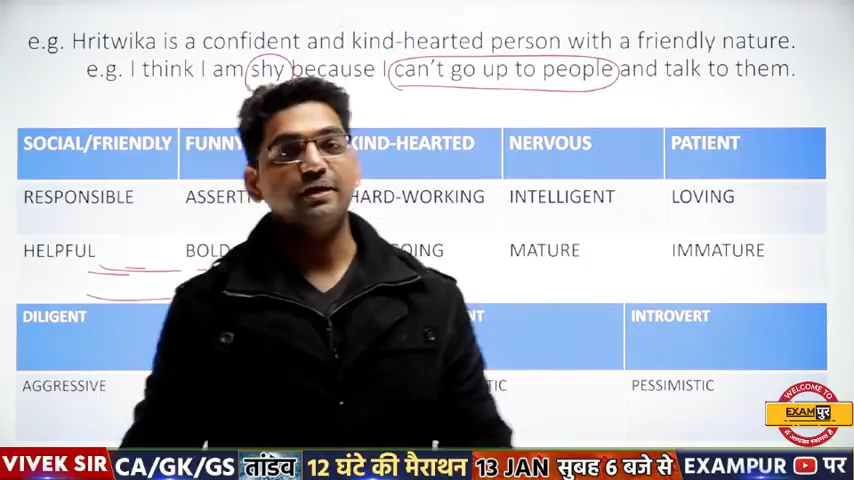 e.g. Hritwika is a confident and kind-hearted person with a friendly nature.
e.g. I think I am shy because I can't go up to people and talk to them.
SOCIAL/FRIENDLY FUNNY KIND-HEARTED NERVOUS PATIENT
RESPONSIBLE HARD-WORKING INTELLIGENT LOVING
HELPFUL BOLD MATURE IMMATURE
DILIGENT INTROVERT
AGGRESSIVE PESSIMISTIC
WELCOME TO
EXAMपुर
VIVEK SIR CA/GK/GS तांडव 12 घंटे की मैराथन 13 JAN सुबह 6 बजे से EXAMPUR पर